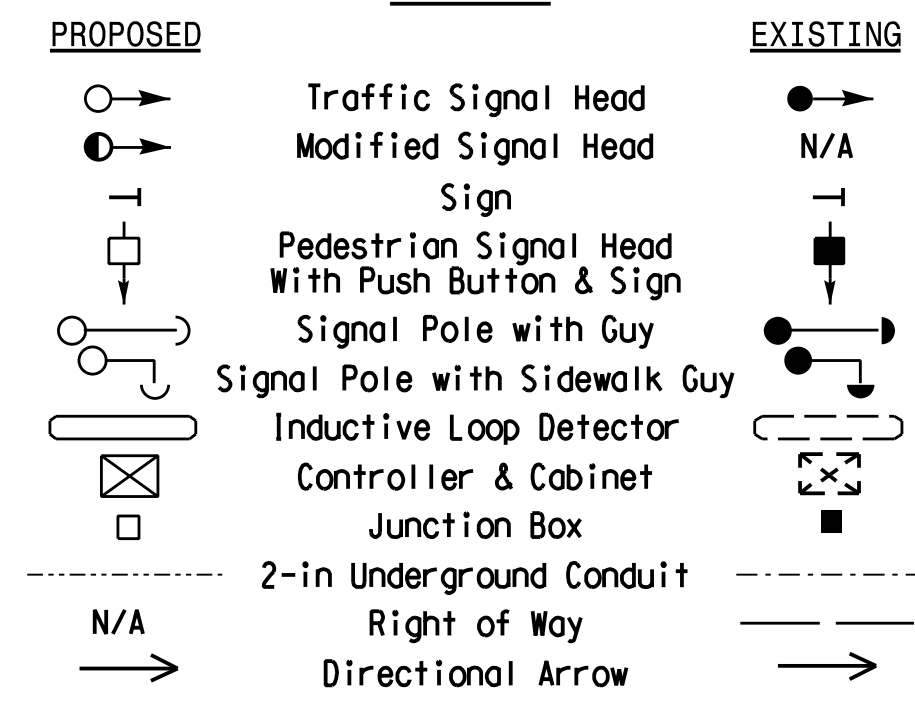 PROPOSED EXISTING
Traffic Signal Head
Modified Signal Head N/A
Sign
Pedestrian Signal Head
With Push Button & Sign
Signal Pole with Guy
Signal Pole with Sidewalk Guy
Inductive Loop Detector
Controller & Cabinet
Junction Box
2-in Underground Conduit
N/A Right of Way
Directional Arrow